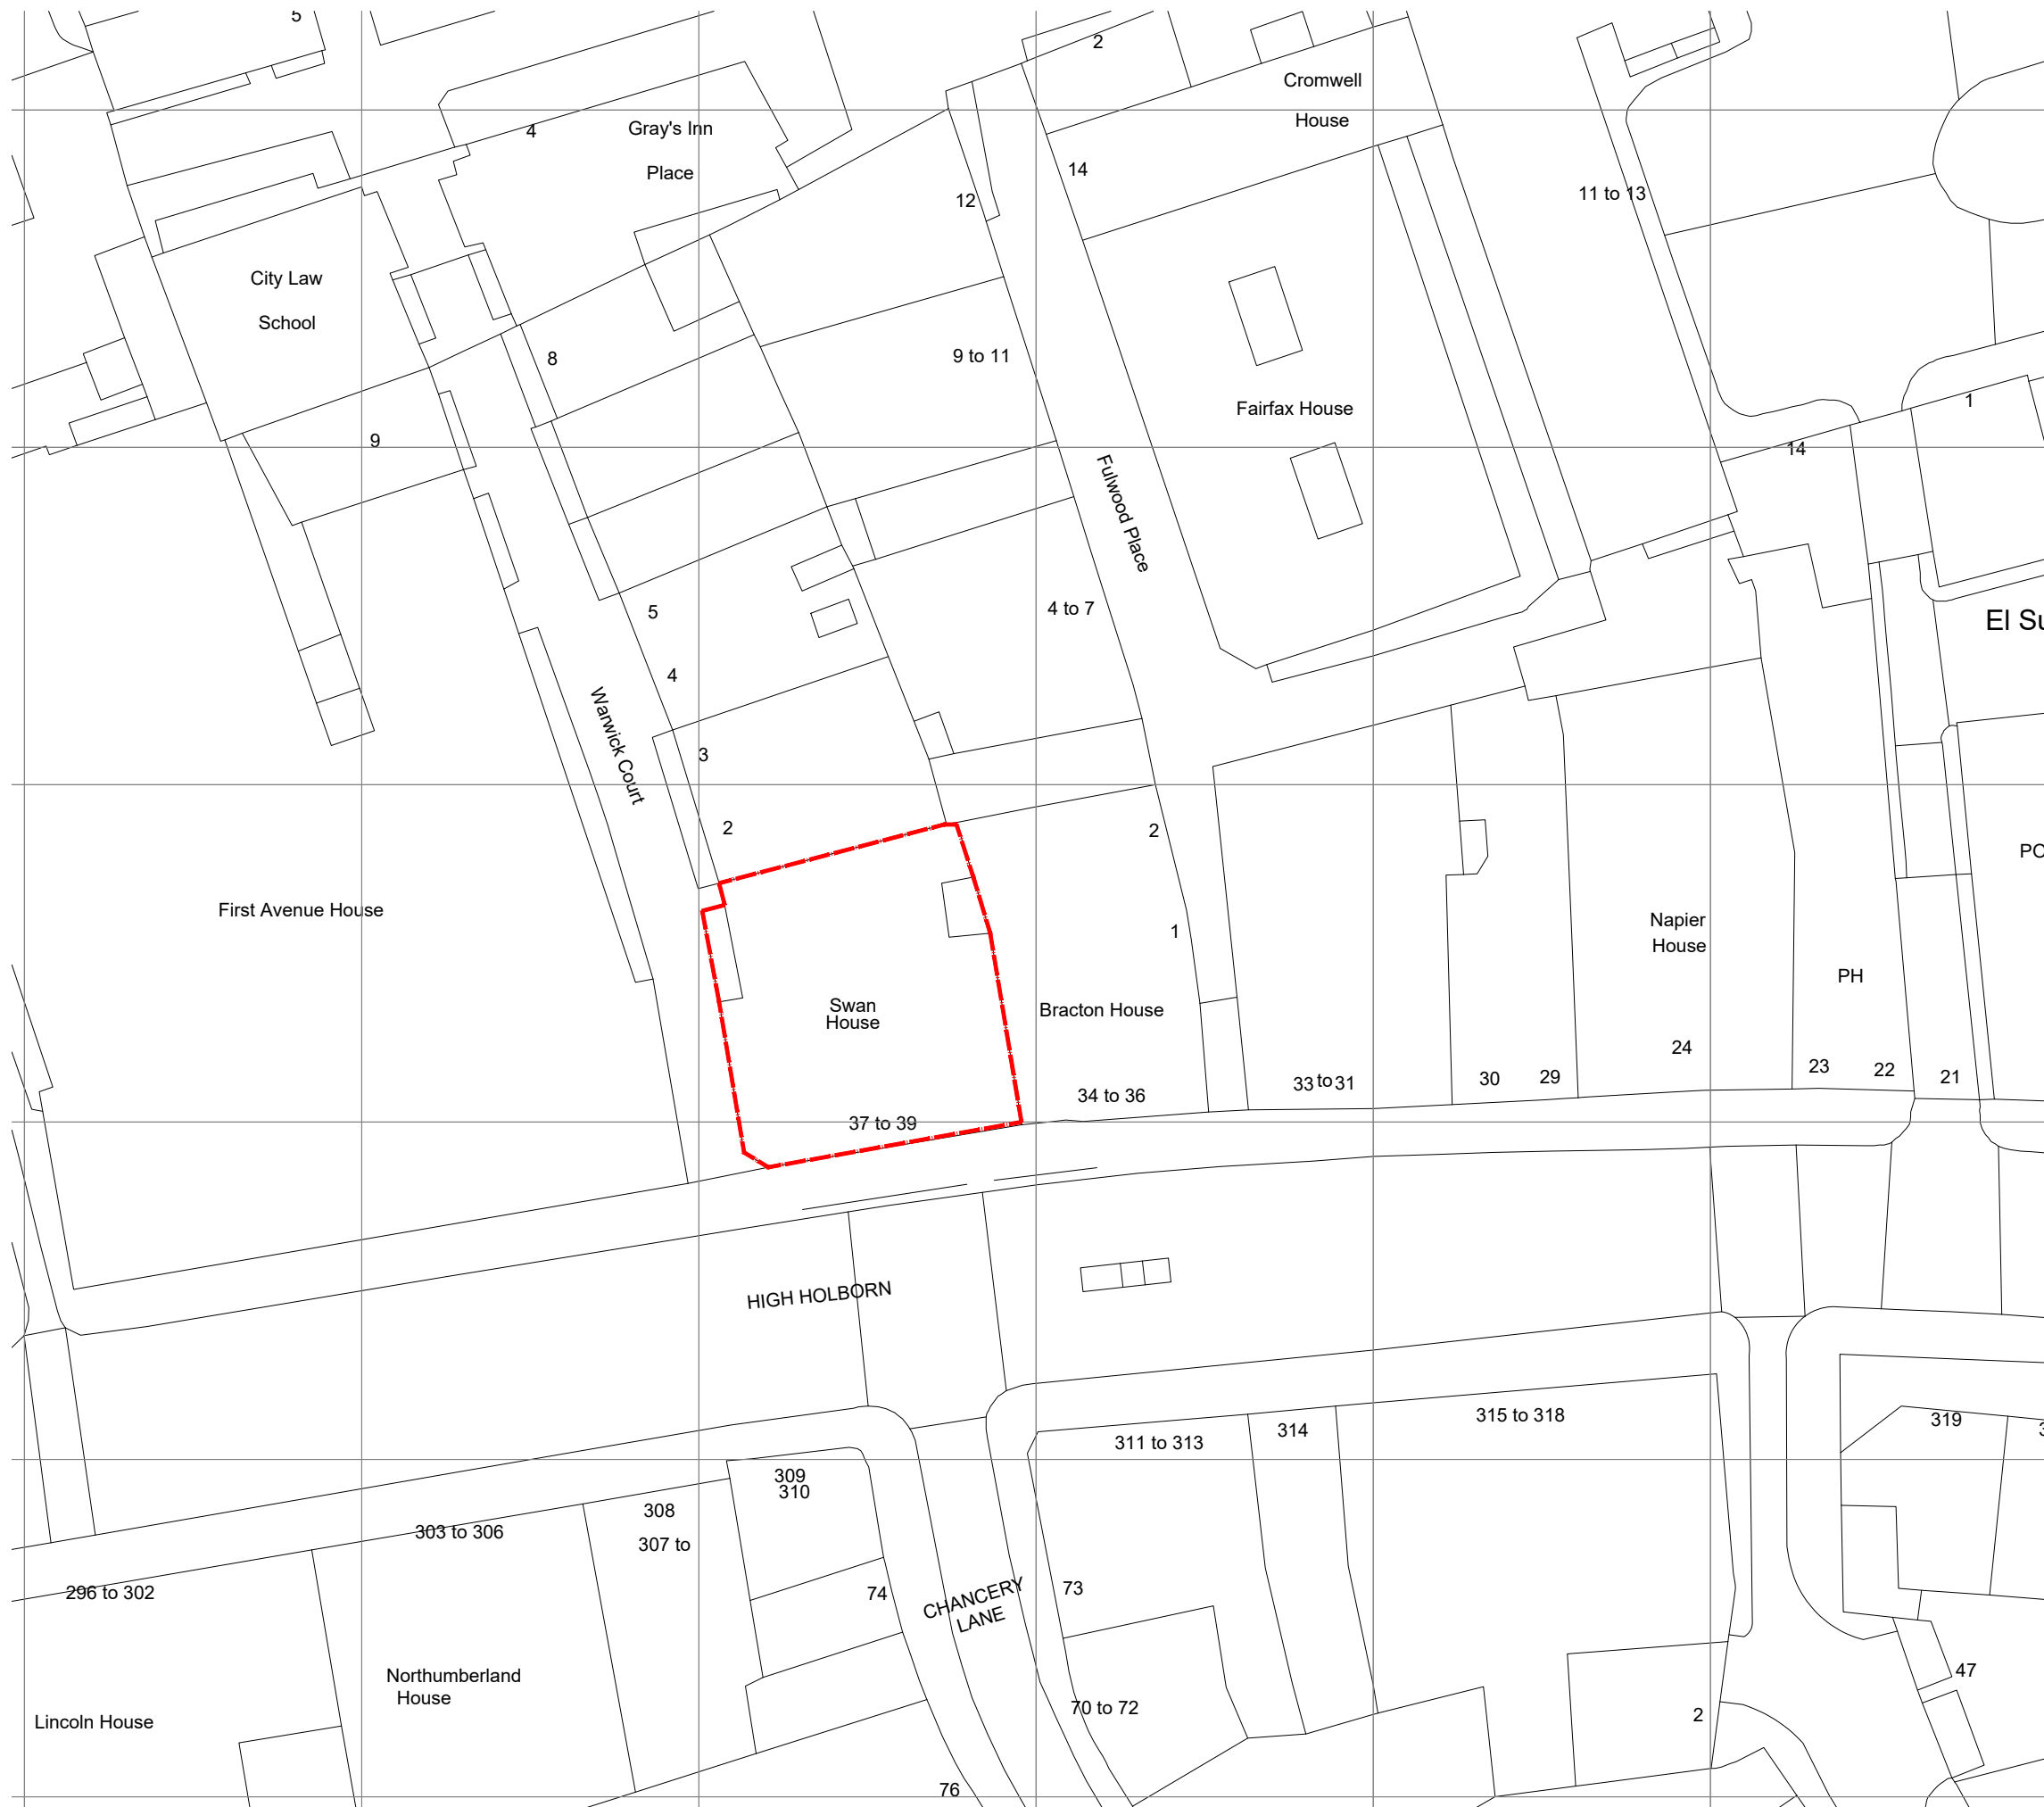 5
2
Cromwell
House
4
Gray's Inn
Place
14
12
11 to 13
City Law
School
8
9 to 11
Fairfax House
1
9
14
Fulwood Place
5
4 to 7
El Su
4
Warwick Court
3
2
2
PO
First Avenue House
1
Napier
House
PH
Swan
House
Bracton House
24
23
22
21
30
29
33 to 31
34 to 36
37 to 39
HIGH HOLBORN
319
315 to 318
314
311 to 313
309
310
308
307 to
303 to 306
296 to 302
74
CHANCERY
LANE
73
47
Northumberland
House
70 to 72
2
Lincoln House
76